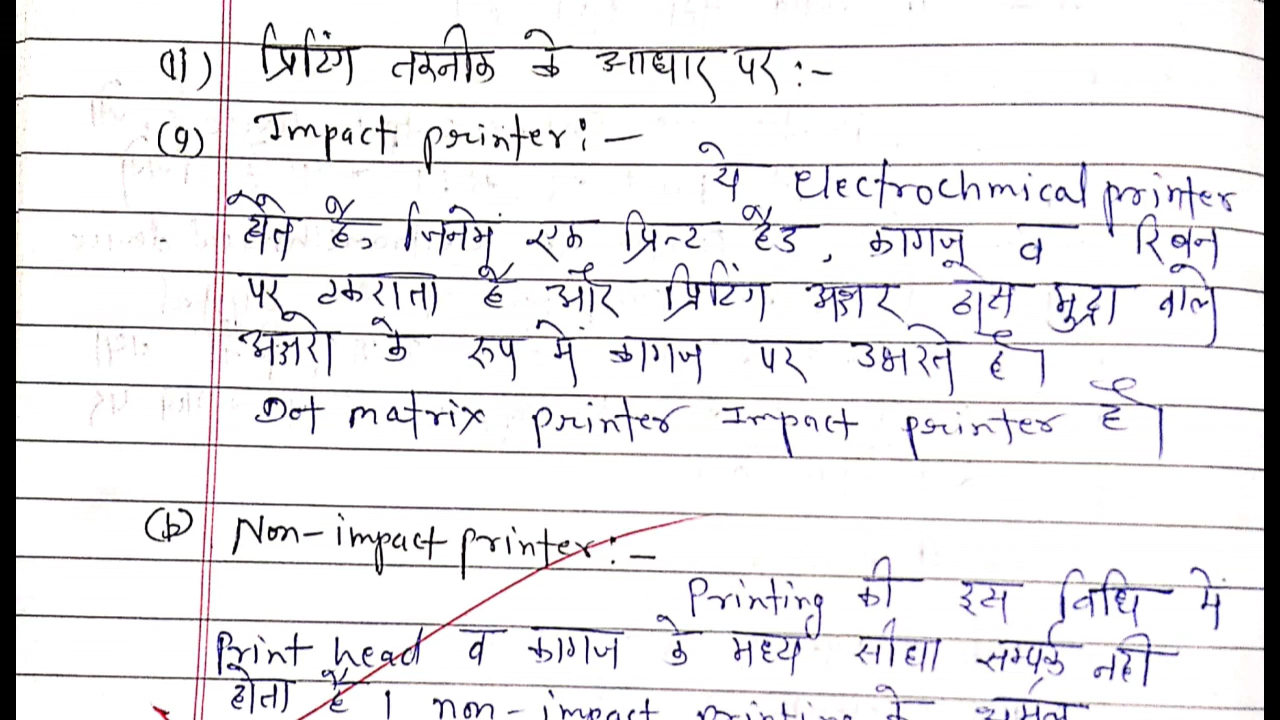 (ii) प्रिटिंग तकनीक के आधार पर :-
(a) Impact printer :-
ये Electrochmical printer
होते है, जिनमें एक प्रिन्ट हैड, कागज व रिबन
पर टकराता है और प्रिटिंग अक्षर ठोस मुद्रा वाले
अक्षरो के रूप में कागज पर उभरते है।
Dot matrix printer Impact printer है।
(b) Non-impact printer :-
Printing की इस विधि में
Print head व कागज के मध्य सीधा सम्पर्क नही
होता है। non-impact printing के